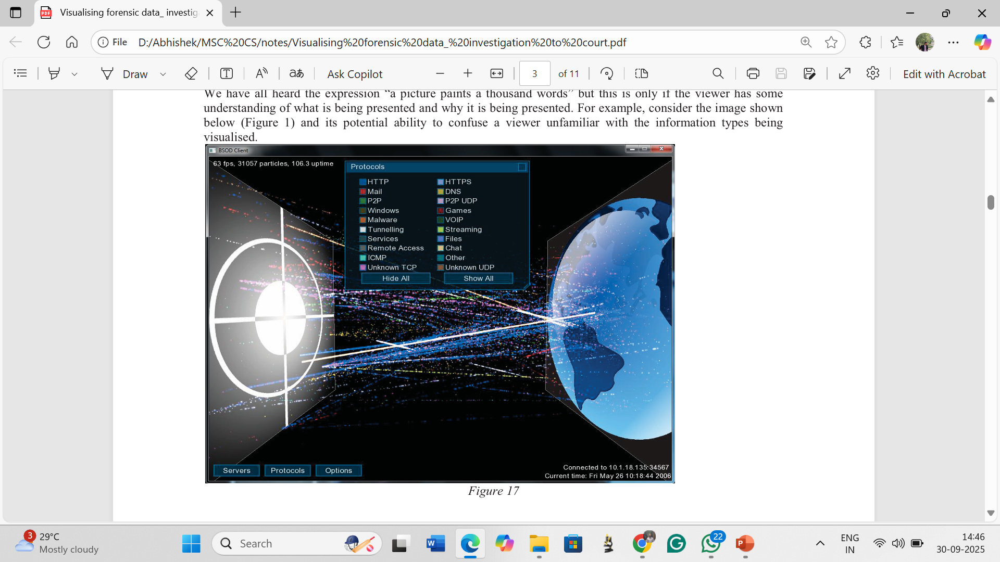 Visualising forensic data_ investig
File
D:/Abhishek/MSC%20CS/notes/Visualising%20forensic%20data_%20investigation%20to%20court.pdf
Draw
Ask Copilot
3
of 11
Edit with Acrobat
We have all heard the expression “a picture paints a thousand words” but this is only if the viewer has some
understanding of what is being presented and why it is being presented. For example, consider the image shown
below (Figure 1) and its potential ability to confuse a viewer unfamiliar with the information types being
visualised.
BSOD Client
63 fps, 31057 particles, 106.3 uptime
Protocols
HTTP HTTPS
Mail DNS
P2P P2P UDP
Windows Games
Malware VOIP
Tunnelling Streaming
Services Files
Remote Access Chat
ICMP Other
Unknown TCP Unknown UDP
Hide All Show All
Servers Protocols Options
Connected to 10.1.18.135:34567
Current time: Fri May 26 10:18:44 2006
Figure 17
3
29°C
Mostly cloudy
Search
22
ENG
IN
14:46
30-09-2025